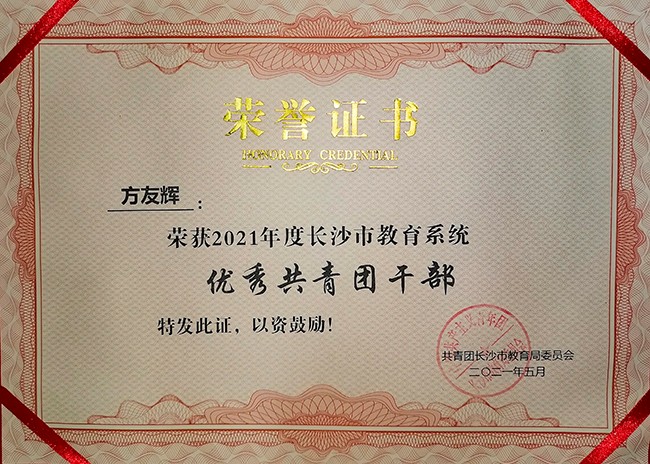 荣誉证书
HONORARY CREDENTIAL
方友辉：
荣获2021年度长沙市教育系统
优秀共青团干部
特发此证，以资鼓励！
共青团长沙市教育局委员会
二〇二一年五月